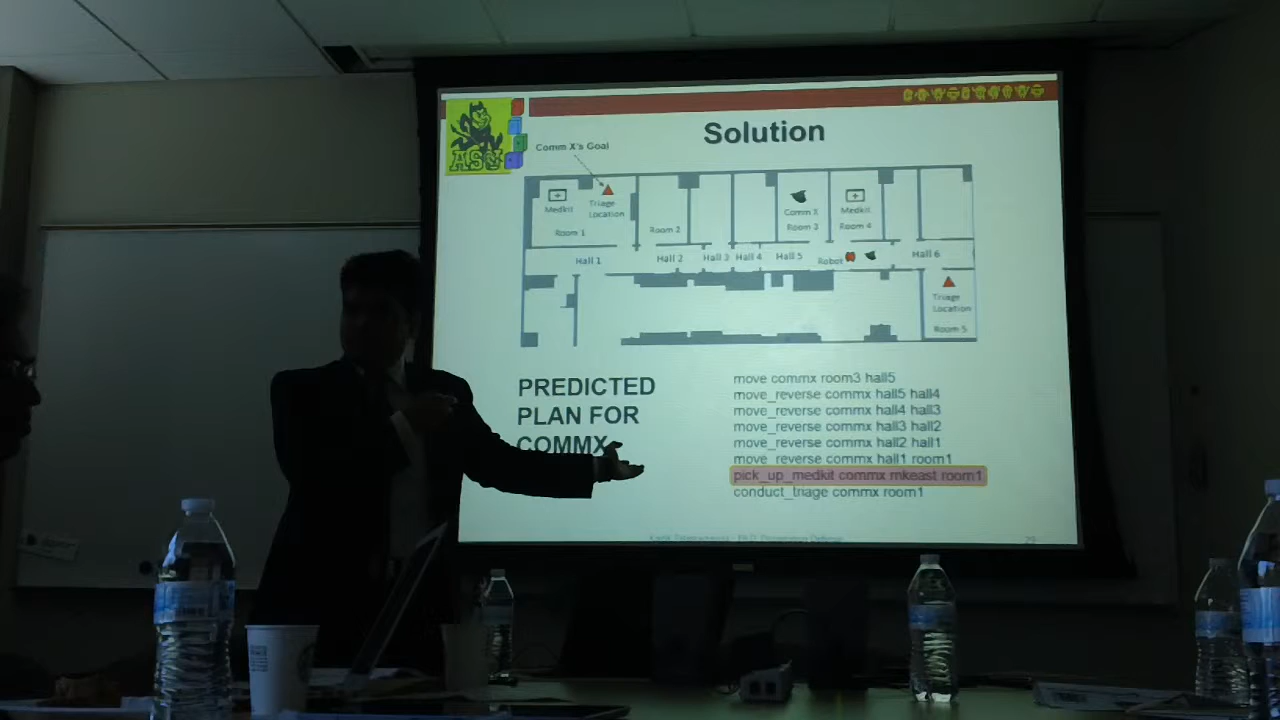 Solution
ASU
Comm X's Goal
Medkit
Triage
Location
Room 1
Room 2
Comm X
Room 3
Medkit
Room 4
Hall 1
Hall 2
Hall 3
Hall 4
Hall 5
Robot
Hall 6
Triage
Location
Room 5
PREDICTED
PLAN FOR
COMMX
move commx room3 hall5
move_reverse commx hall5 hall4
move_reverse commx hall4 hall3
move_reverse commx hall3 hall2
move_reverse commx hall2 hall1
move_reverse commx hall1 room1
pick_up_medkit commx mkeast room1
conduct_triage commx room1
29